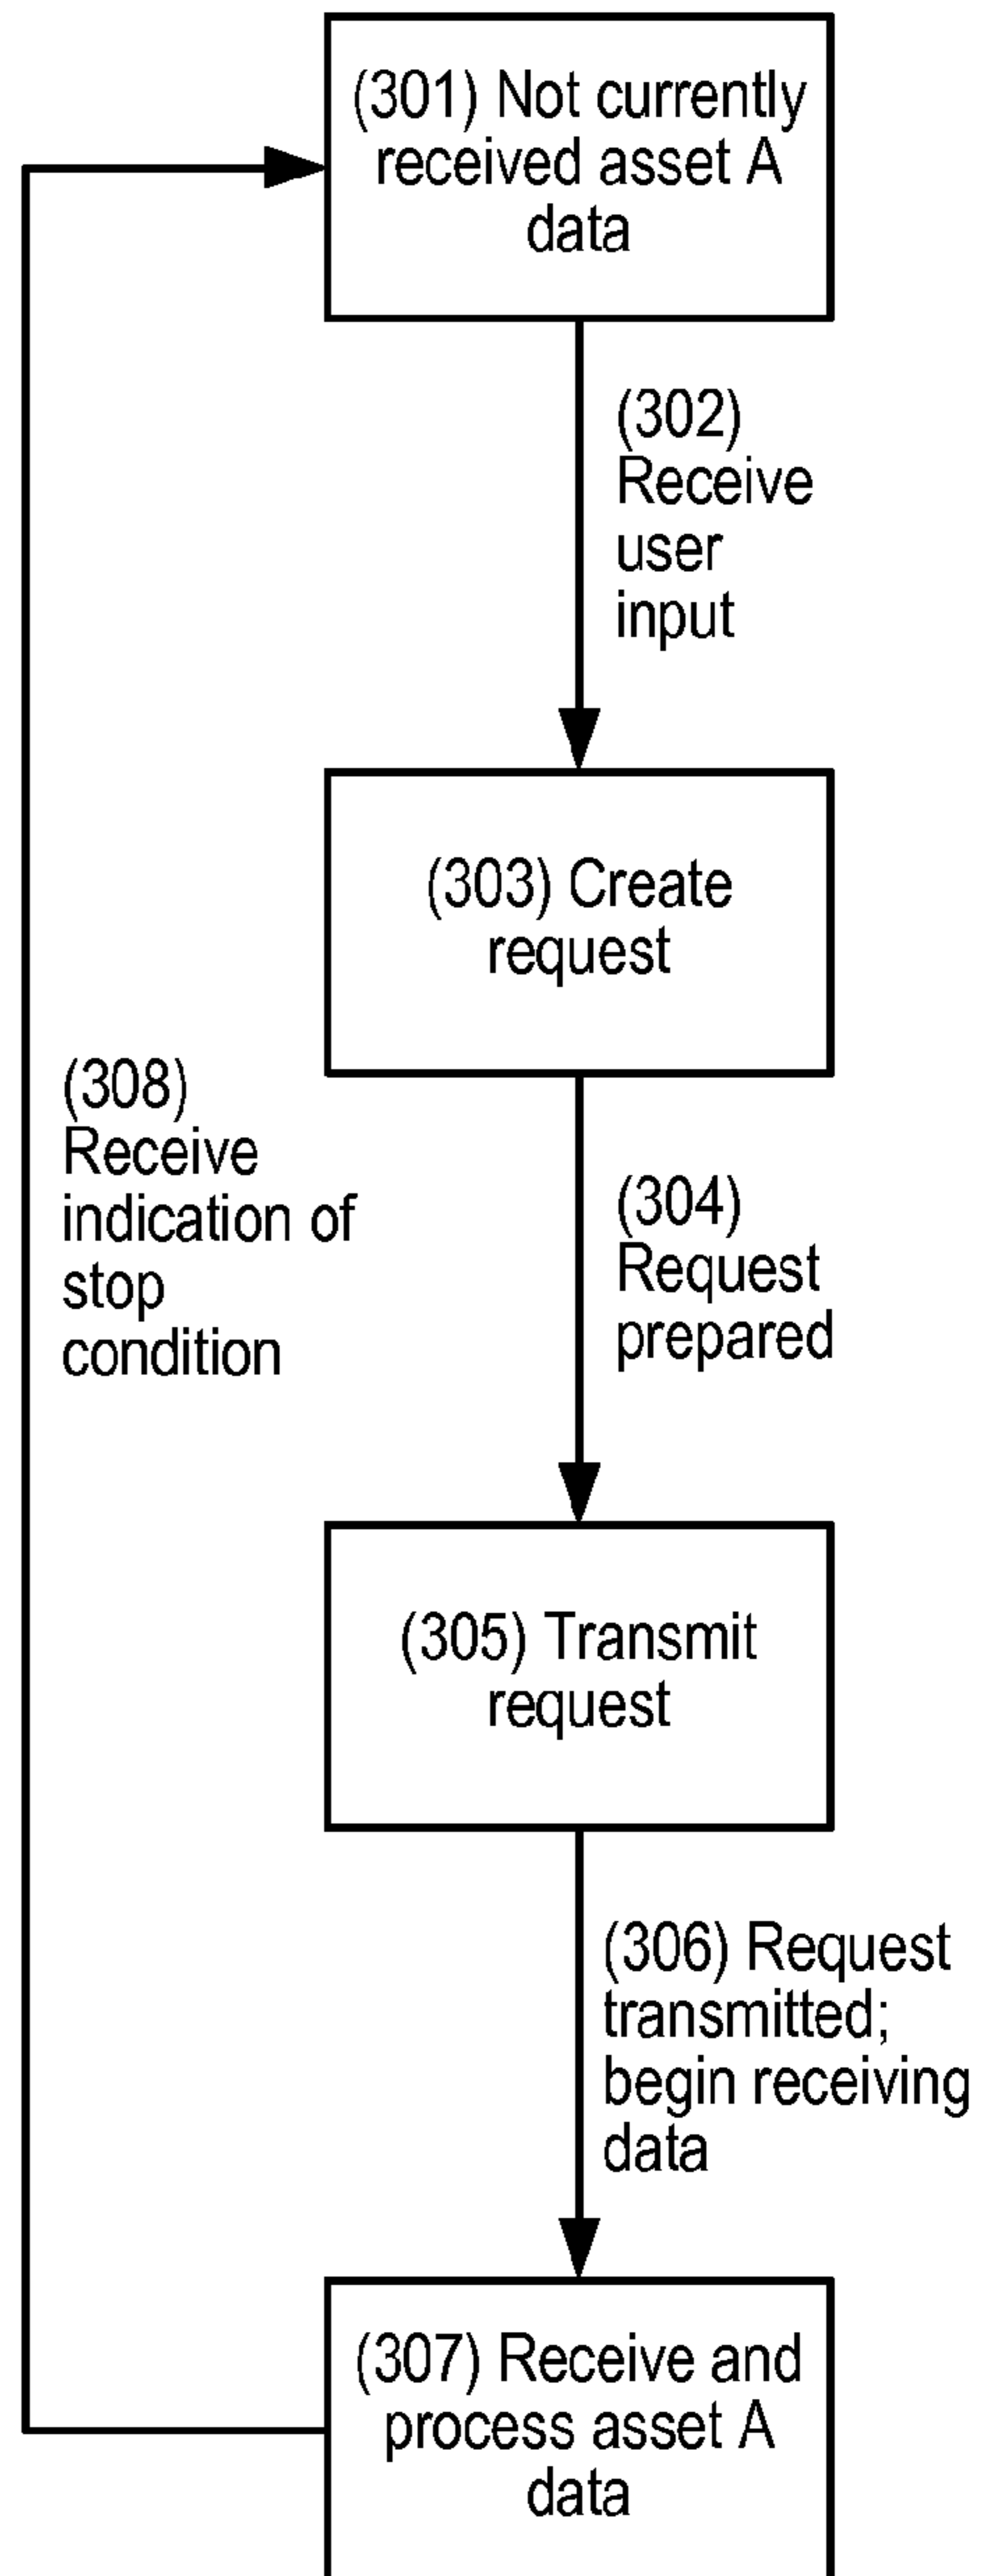 (301) Not currently
received asset A
data
(302)
Receive
user
input
(303) Create
request
(308)
Receive
indication of
stop
condition
(304)
Request
prepared
(305) Transmit
request
(306) Request
transmitted;
begin receiving
data
(307) Receive and
process asset A
data